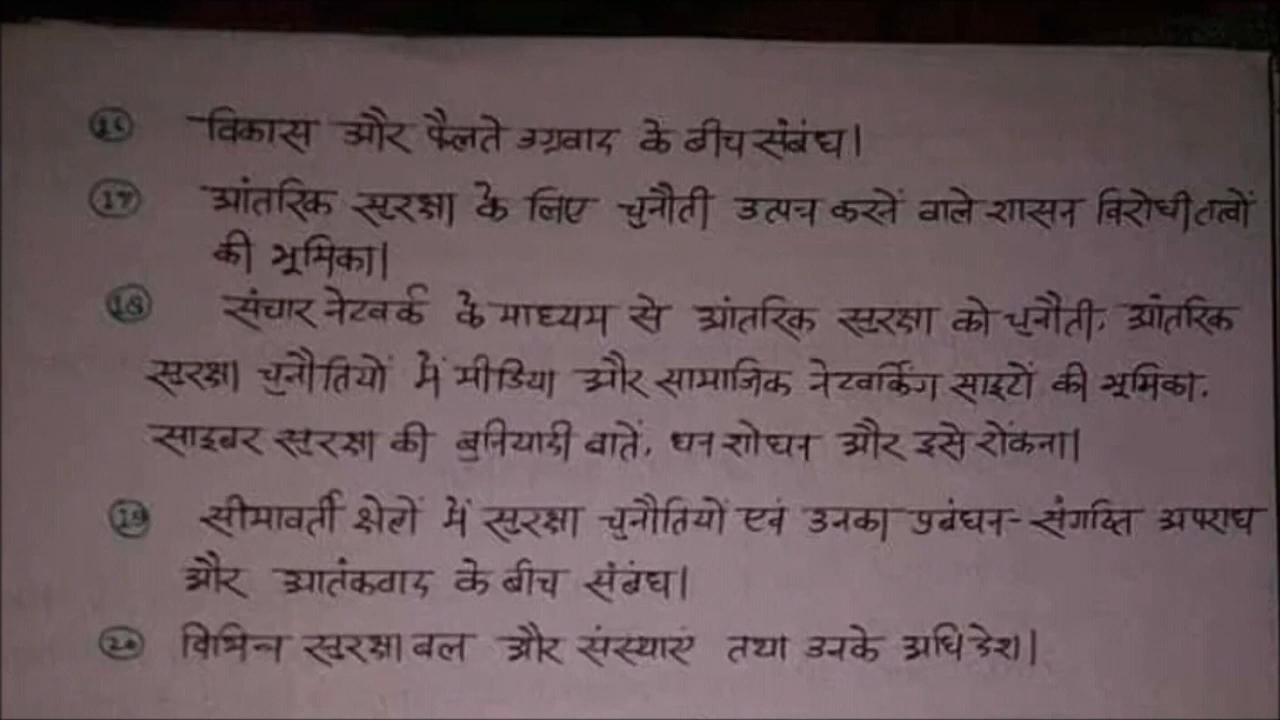 16 विकास और फैलते उग्रवाद के बीच संबंध।
17 आंतरिक सुरक्षा के लिए चुनौती उत्पन्न करनें वाले शासन विरोधी तत्वों
की भूमिका।
18 संचार नेटवर्क के माध्यम से आंतरिक सुरक्षा को चुनौती, आंतरिक
सुरक्षा चुनौतियों में मीडिया और सामाजिक नेटवर्किंग साइटों की भूमिका,
साइबर सुरक्षा की बुनियादी बातें, धन शोधन और इसे रोंकना।
19 सीमावर्ती क्षेत्रों में सुरक्षा चुनौतियों एवं उनका प्रबंधन - संगठित अपराध
और आतंकवाद के बीच संबंध।
20 विभिन्न सुरक्षा बल और संस्थाएं तथा उनके अधिदेश।